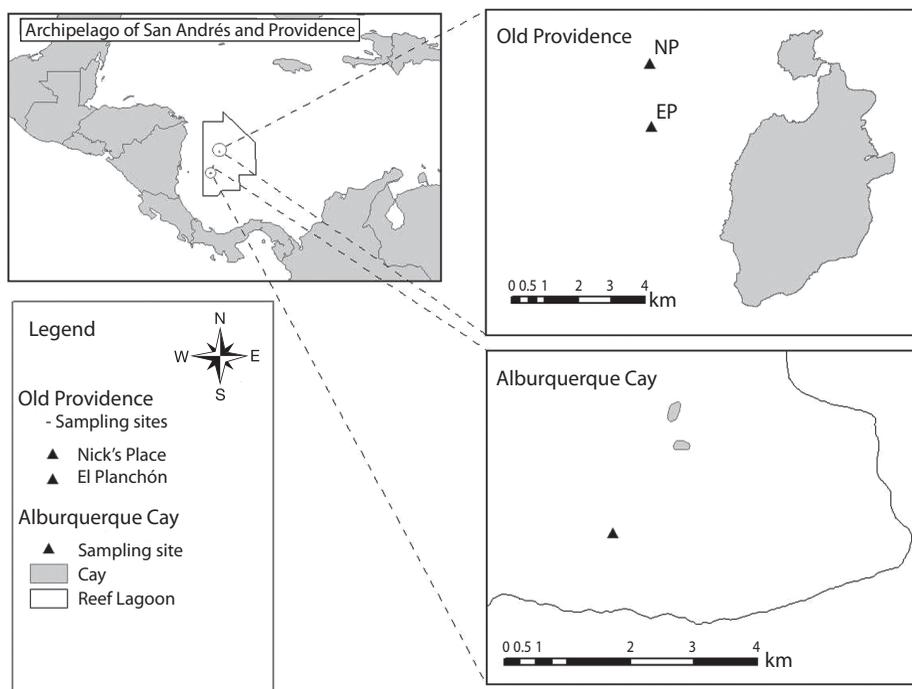 Archipelago of San Andrés and Providence
Old Providence
NP
EP
0 0.5 1 2 3 4
km
Legend
N
W E
S
Old Providence
- Sampling sites
Nick's Place
El Planchón
Alburquerque Cay
Sampling site
Cay
Reef Lagoon
Alburquerque Cay
0 0.5 1 2 3 4
km